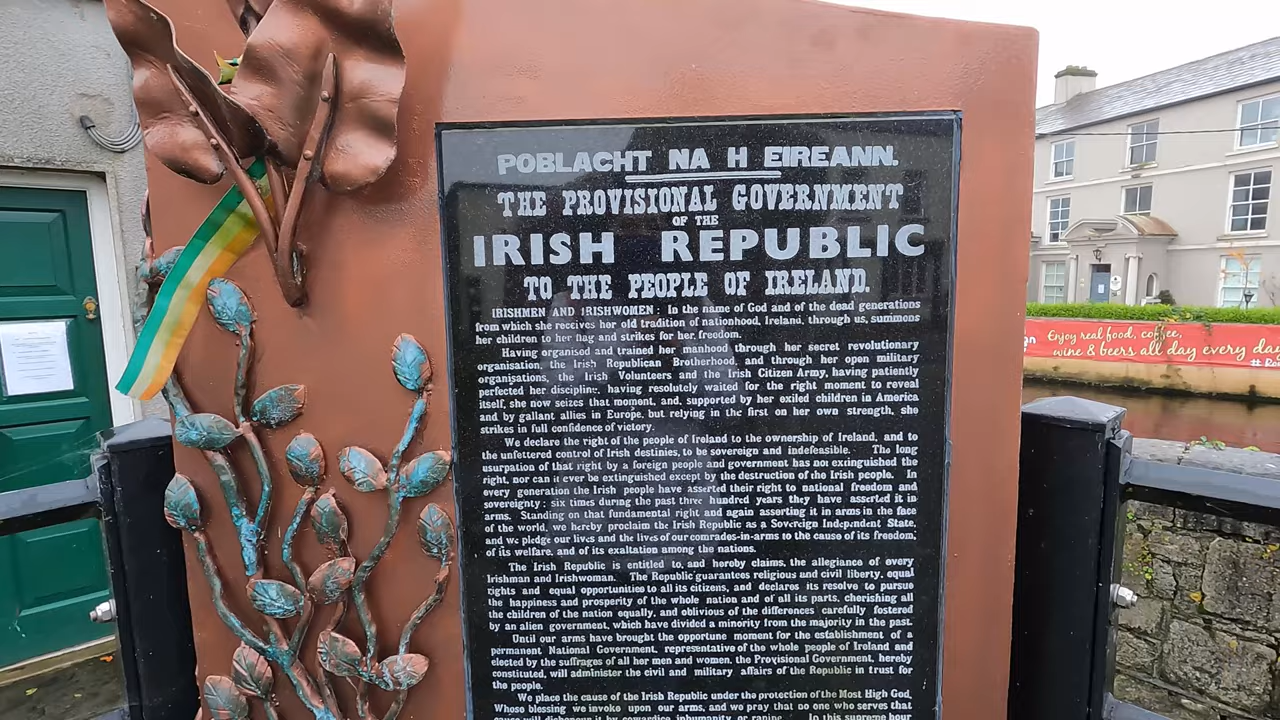 POBLACHT NA H EIREANN.
THE PROVISIONAL GOVERNMENT
OF THE
IRISH REPUBLIC
TO THE PEOPLE OF IRELAND.
IRISHMEN AND IRISHWOMEN: In the name of God and of the dead generations
from which she receives her old tradition of nationhood, Ireland, through us, summons
her children to her flag and strikes for her freedom.
Having organised and trained her manhood through her secret revolutionary
organisation, the Irish Republican Brotherhood, and through her open military
organisations, the Irish Volunteers and the Irish Citizen Army, having patiently
perfected her discipline, having resolutely waited for the right moment to reveal
itself, she now seizes that moment, and, supported by her exiled children in America
and by gallant allies in Europe, but relying in the first on her own strength, she
strikes in full confidence of victory.
We declare the right of the people of Ireland to the ownership of Ireland, and to
the unfettered control of Irish destinies, to be sovereign and indefeasible. The long
usurpation of that right by a foreign people and government has not extinguished the
right, nor can it ever be extinguished except by the destruction of the Irish people. In
every generation the Irish people have asserted their right to national freedom and
sovereignty: six times during the past three hundred years they have asserted it in
arms. Standing on that fundamental right and again asserting it in arms in the face
of the world, we hereby proclaim the Irish Republic as a Sovereign Independent State,
and we pledge our lives and the lives of our comrades-in-arms to the cause of its freedom,
of its welfare, and of its exaltation among the nations.
The Irish Republic is entitled to, and hereby claims, the allegiance of every
Irishman and Irishwoman. The Republic guarantees religious and civil liberty, equal
rights and equal opportunities to all its citizens, and declares its resolve to pursue
the happiness and prosperity of the whole nation and of all its parts, cherishing all
the children of the nation equally, and oblivious of the differences carefully fostered
by an alien government, which have divided a minority from the majority in the past.
Until our arms have brought the opportune moment for the establishment of a
permanent National Government, representative of the whole people of Ireland and
elected by the suffrages of all her men and women, the Provisional Government, hereby
constituted, will administer the civil and military affairs of the Republic in trust for
the people.
We place the cause of the Irish Republic under the protection of the Most High God,
Whose blessing we invoke upon our arms, and we pray that no one who serves that
cause will dishonour it by cowardice, inhumanity, or rapine. In this supreme hour
Enjoy real food, coffee,
wine & beers all day every day